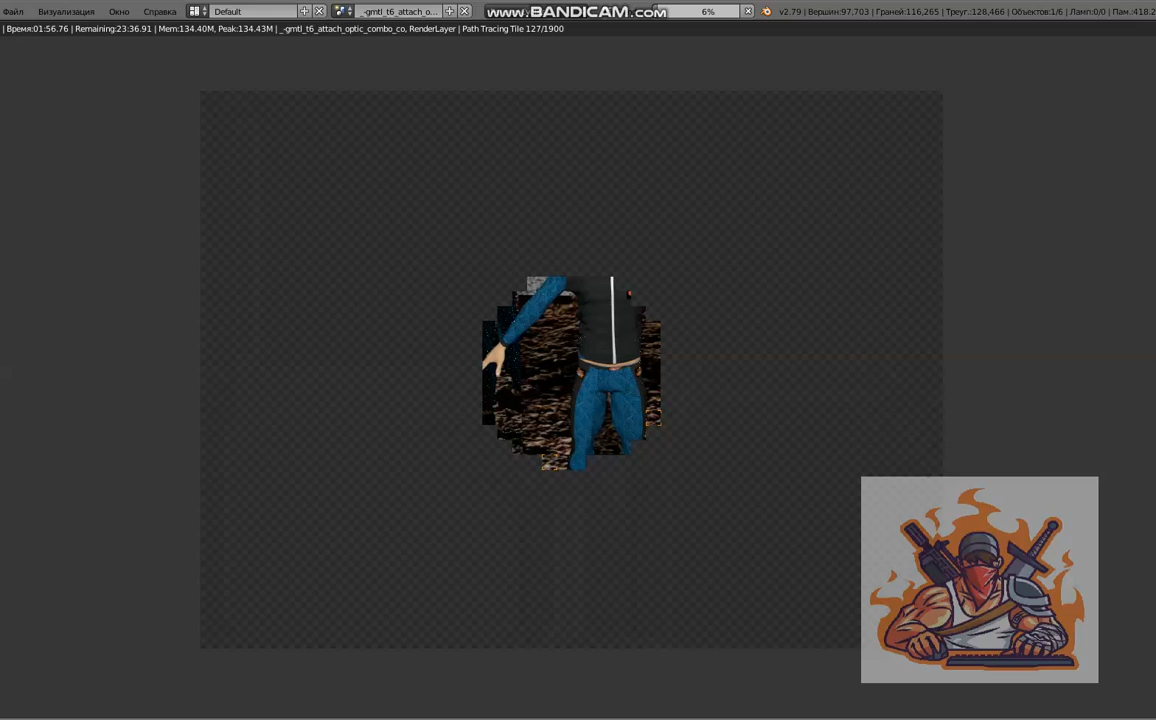 Файл Визуализация Окно Справка Default _-gmtl_t6_attach_o... www.BANDICAM.com 6% v2.79 | Вершин:97,703 | Граней:116,265 | Треуг.:128,466 | Объектов:1/6 | Ламп:0/0 | Пам.:418.2
| Время:01:56.76 | Remaining:23:36.91 | Mem:134.40M, Peak:134.43M | _-gmtl_t6_attach_optic_combo_co, RenderLayer | Path Tracing Tile 127/1900